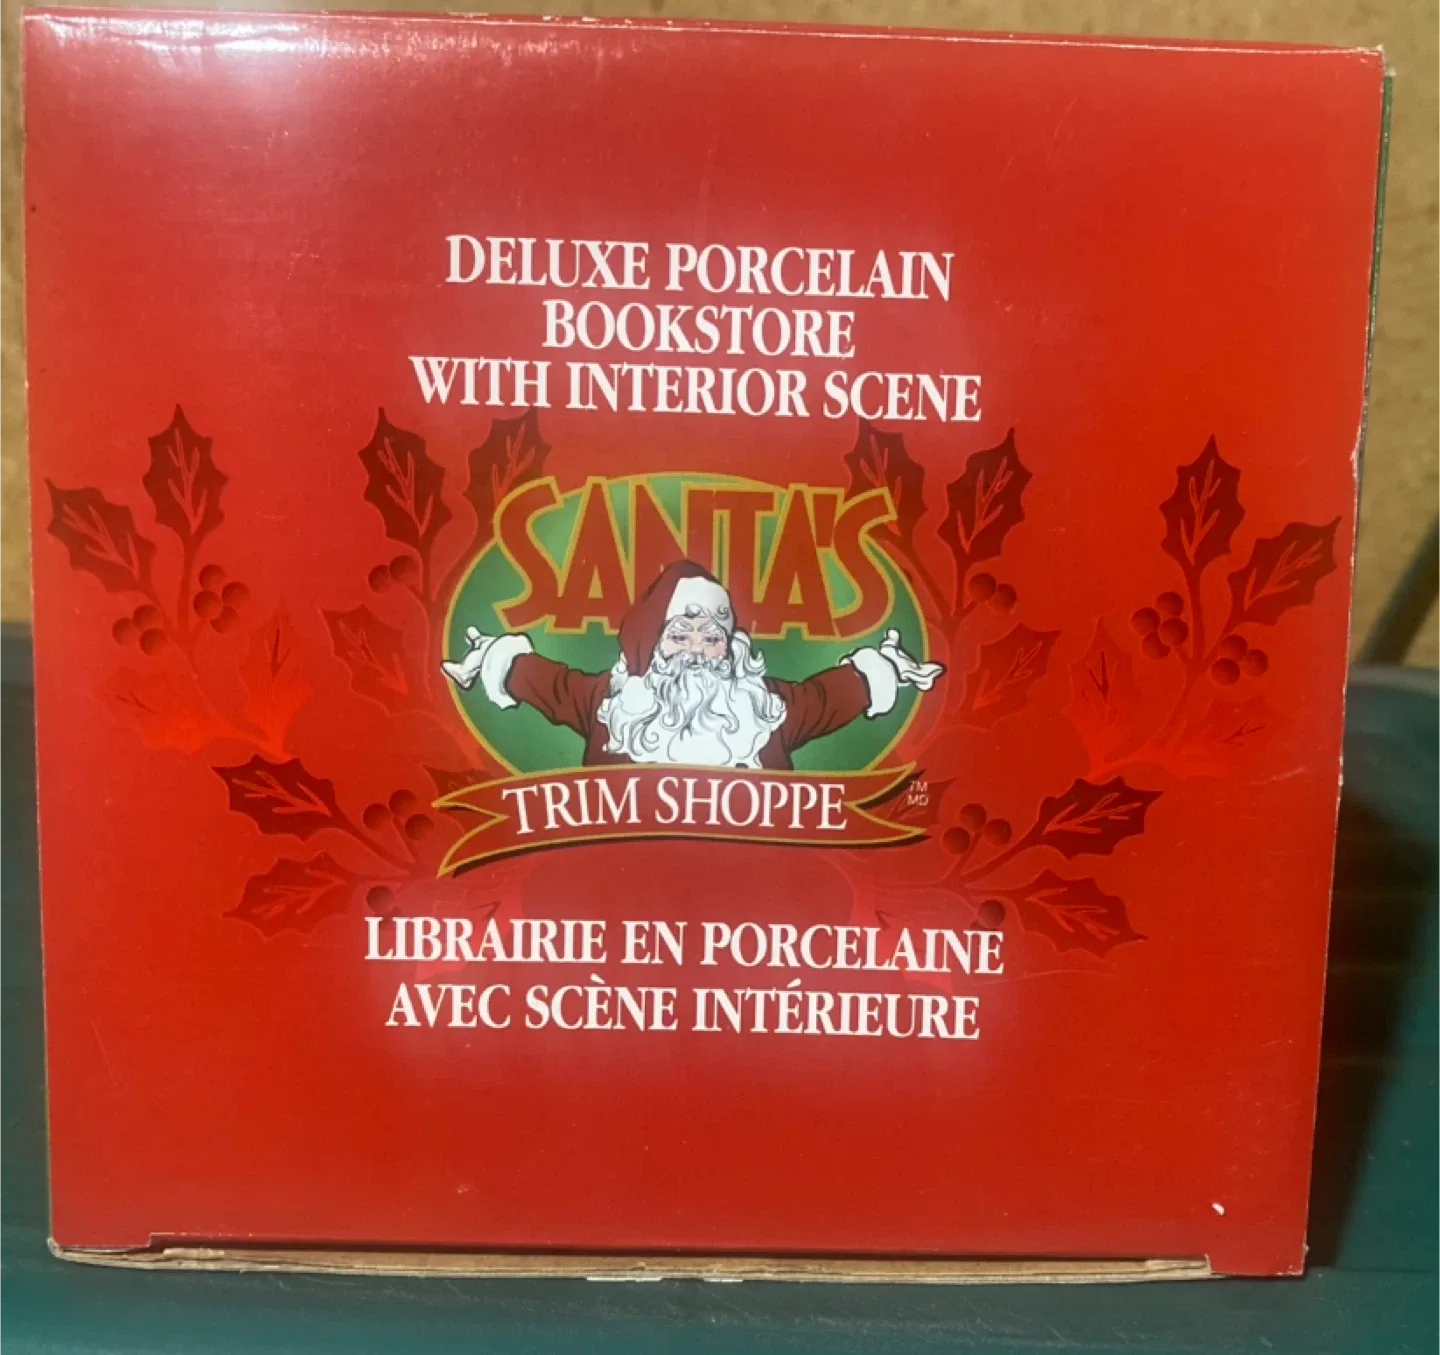 DELUXE PORCELAIN
BOOKSTORE
WITH INTERIOR SCENE
SANTA'S
TRIM SHOPPE
TM
MD
LIBRAIRIE EN PORCELAINE
AVEC SCÈNE INTÉRIEURE